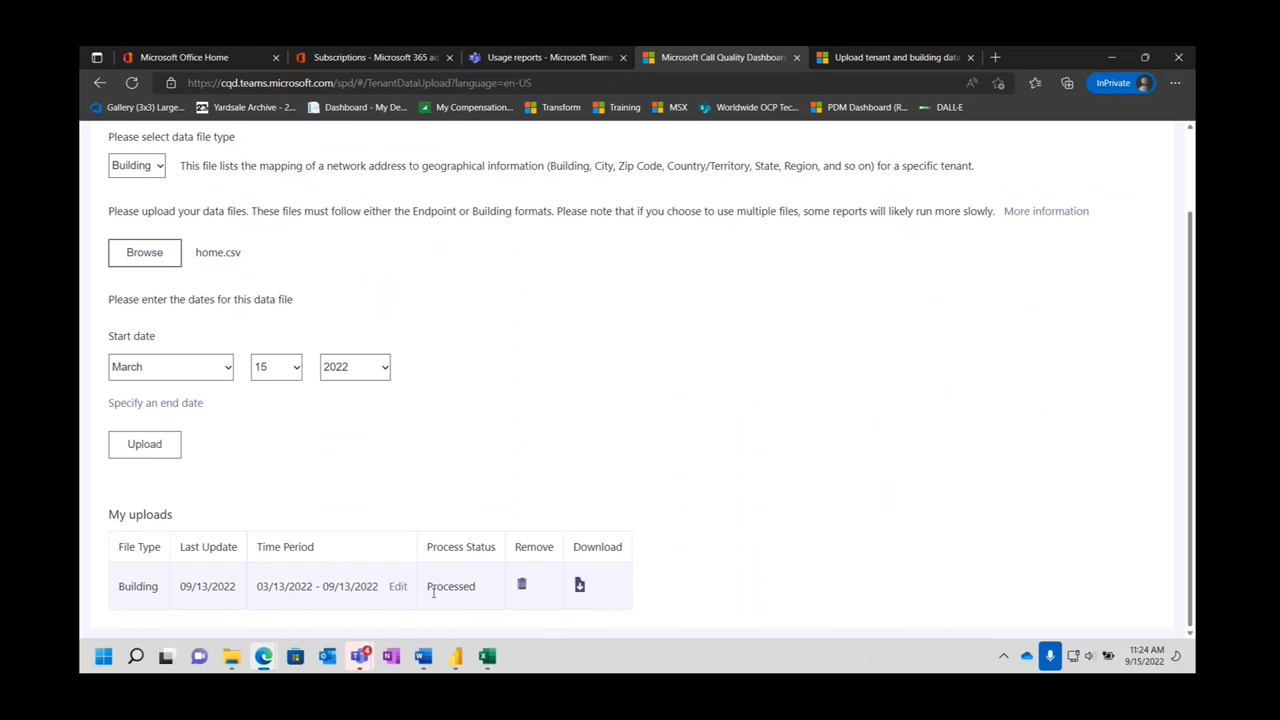 Microsoft Office Home
Subscriptions - Microsoft 365 ad
Usage reports - Microsoft Teams
Microsoft Call Quality Dashboard
Upload tenant and building data
https://cqd.teams.microsoft.com/spd/#/TenantDataUpload?language=en-US
InPrivate
Gallery (3x3) Large...
Yardsale Archive - 2...
Dashboard - My De...
My Compensation...
Transform
Training
MSX
Worldwide OCP Tec...
PDM Dashboard (R...
DALL-E
Please select data file type
Building
This file lists the mapping of a network address to geographical information (Building, City, Zip Code, Country/Territory, State, Region, and so on) for a specific tenant.
Please upload your data files. These files must follow either the Endpoint or Building formats. Please note that if you choose to use multiple files, some reports will likely run more slowly. More information
Browse home.csv
Please enter the dates for this data file
Start date
March 15 2022
Specify an end date
Upload
My uploads
File Type Last Update Time Period Process Status Remove Download
Building 09/13/2022 03/13/2022 - 09/13/2022 Edit Processed
11:24 AM
9/15/2022